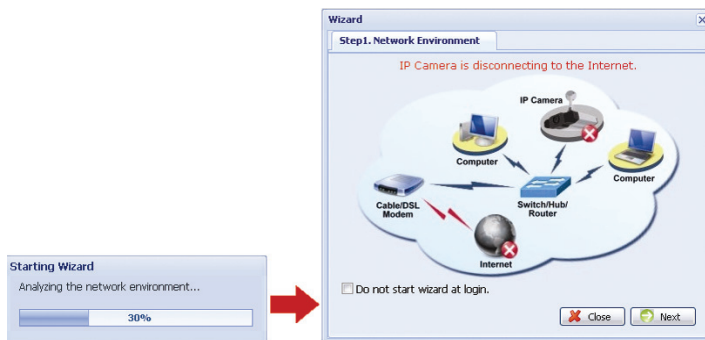 Starting Wizard
Analyzing the network environment...
30%
Wizard
Step1. Network Environment
IP Camera is disconnecting to the Internet.
IP Camera
Computer
Computer
Cable/DSL
Modem
Switch/Hub/
Router
Internet
Do not start wizard at login.
Close
Next